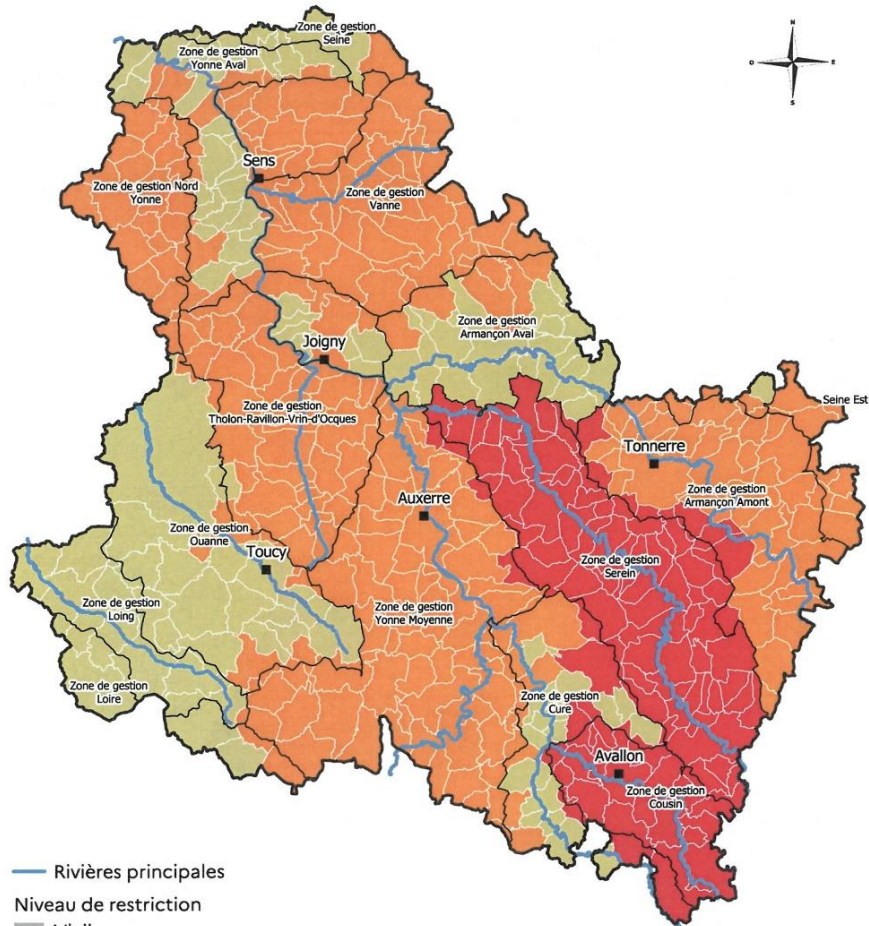 Zone de gestion
Seine
Zone de gestion
Yonne Aval
N
O
E
S
Sens
Zone de gestion Nord
Yonne
Zone de gestion
Vanne
Zone de gestion
Armançon Aval
Joigny
Seine Est
Zone de gestion
Tholon-Ravillon-Vrin-d'Ocques
Tonnerre
Auxerre
Zone de gestion
Armançon Amont
Zone de gestion
Ouanne
Toucy
Zone de gestion
Serein
Zone de gestion
Loing
Zone de gestion
Yonne Moyenne
Zone de gestion
Loire
Zone de gestion
Cure
Avallon
Zone de gestion
Cousin
Rivières principales
Niveau de restriction